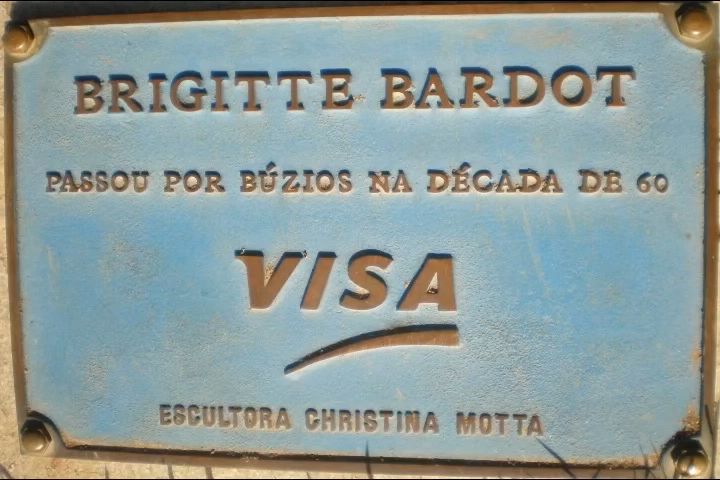 BRIGITTE BARDOT
PASSOU POR BÚZIOS NA DÉCADA DE 60
VISA
ESCULTORA CHRISTINA MOTTA